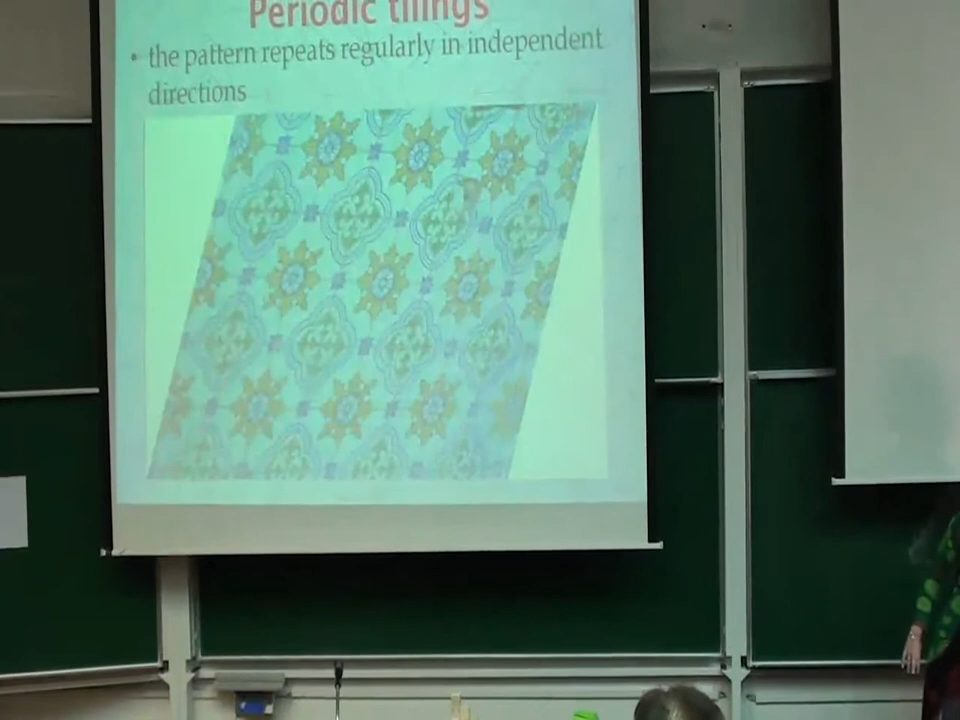 Periodic tilings
• the pattern repeats regularly in independent
directions